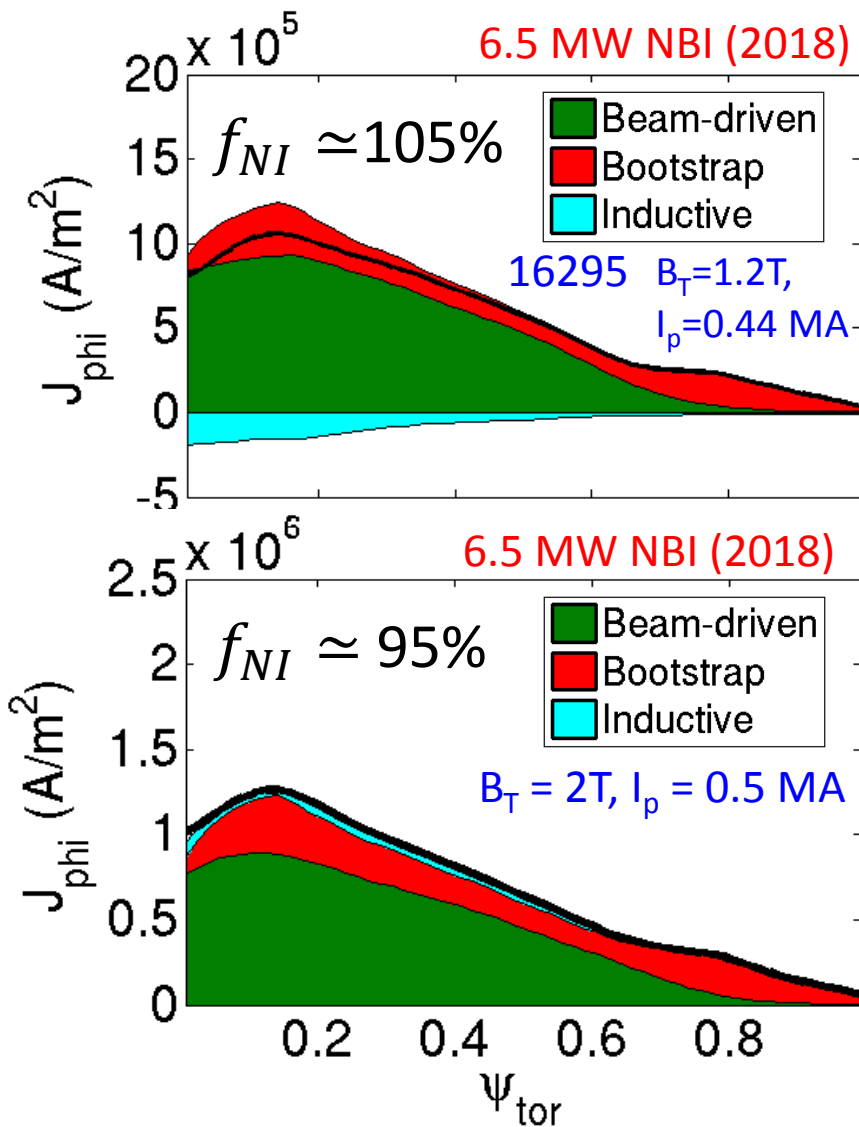 x 10^5
6.5 MW NBI (2018)
20
15
10
5
0
-5
J_phi (A/m^2)
f_NI ≃105%
Beam-driven
Bootstrap
Inductive
16295 B_T=1.2T,
I_p=0.44 MA
x 10^6
6.5 MW NBI (2018)
2.5
2
1.5
1
0.5
0
J_phi (A/m^2)
f_NI ≃ 95%
Beam-driven
Bootstrap
Inductive
B_T = 2T, I_p = 0.5 MA
0.2 0.4 0.6 0.8
Ψ_tor